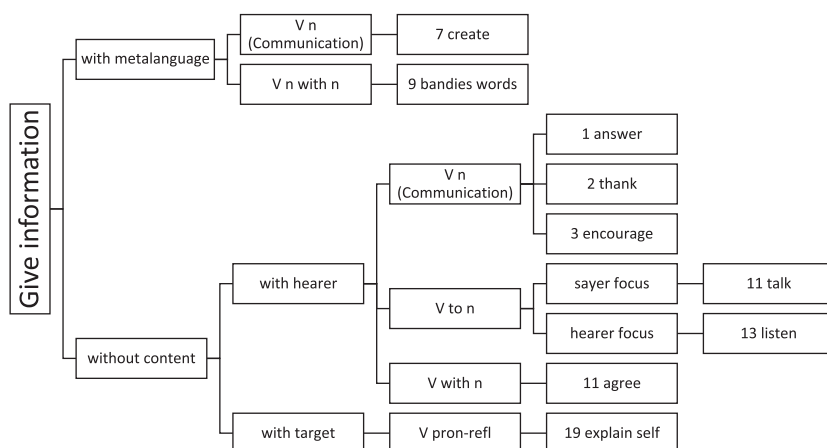 Give information
with metalanguage
V n
(Communication)
7 create
V n with n
9 bandies words
without content
with hearer
V n
(Communication)
1 answer
2 thank
3 encourage
V to n
sayer focus
11 talk
hearer focus
13 listen
V with n
11 agree
with target
V pron-refl
19 explain self